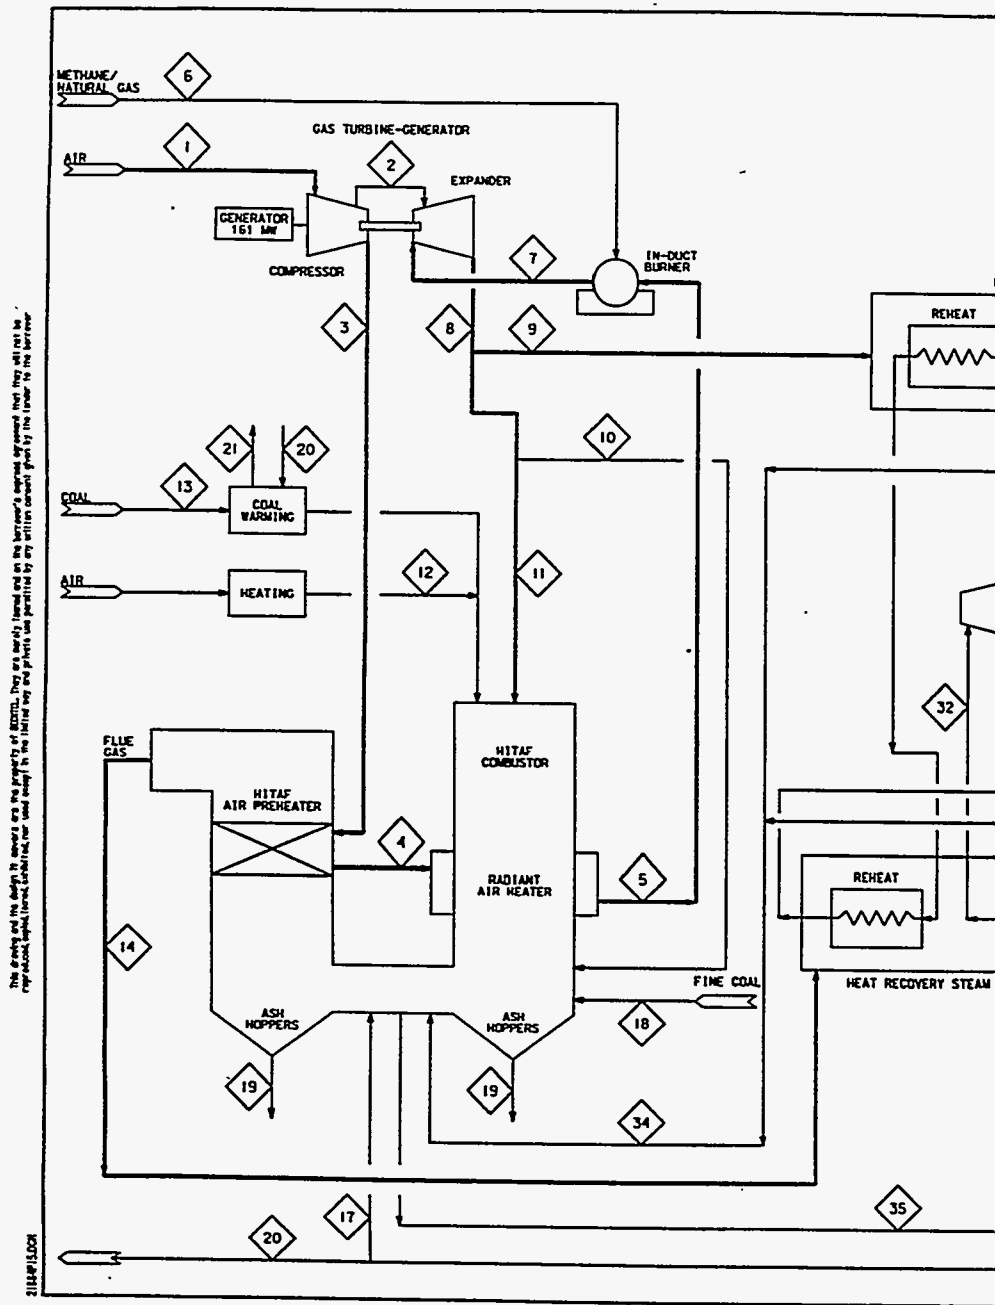 METHANE/
NATURAL GAS
6
GAS TURBINE-GENERATOR
AIR
1
2
EXPANDER
GENERATOR
161 MW
COMPRESSOR
7
IN-DUCT
BURNER
3
8
9
REHEAT
10
21
20
COAL
13
COAL
WARMING
AIR
HEATING
12
11
32
FLUE
GAS
HITAF
COMBUSTOR
HITAF
AIR PREHEATER
4
RADIANT
AIR HEATER
5
REHEAT
14
FINE COAL
HEAT RECOVERY STEAM
ASH
HOPPERS
ASH
HOPPERS
18
19
19
34
17
20
35